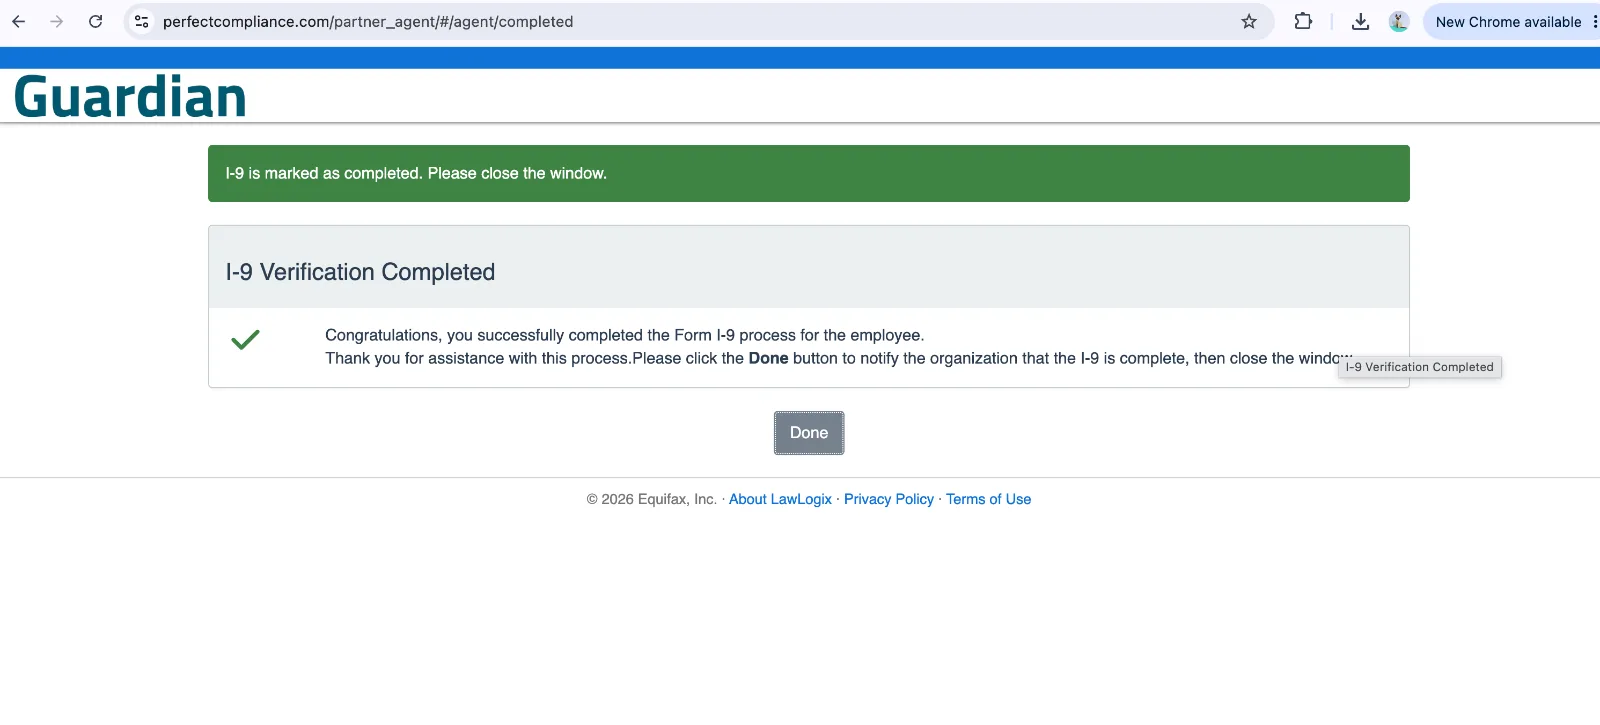 perfectcompliance.com/partner_agent/#/agent/completed
New Chrome available
Guardian
I-9 is marked as completed. Please close the window.
I-9 Verification Completed
Congratulations, you successfully completed the Form I-9 process for the employee.
Thank you for assistance with this process.Please click the Done button to notify the organization that the I-9 is complete, then close the window.
I-9 Verification Completed
Done
© 2026 Equifax, Inc. · About LawLogix · Privacy Policy · Terms of Use